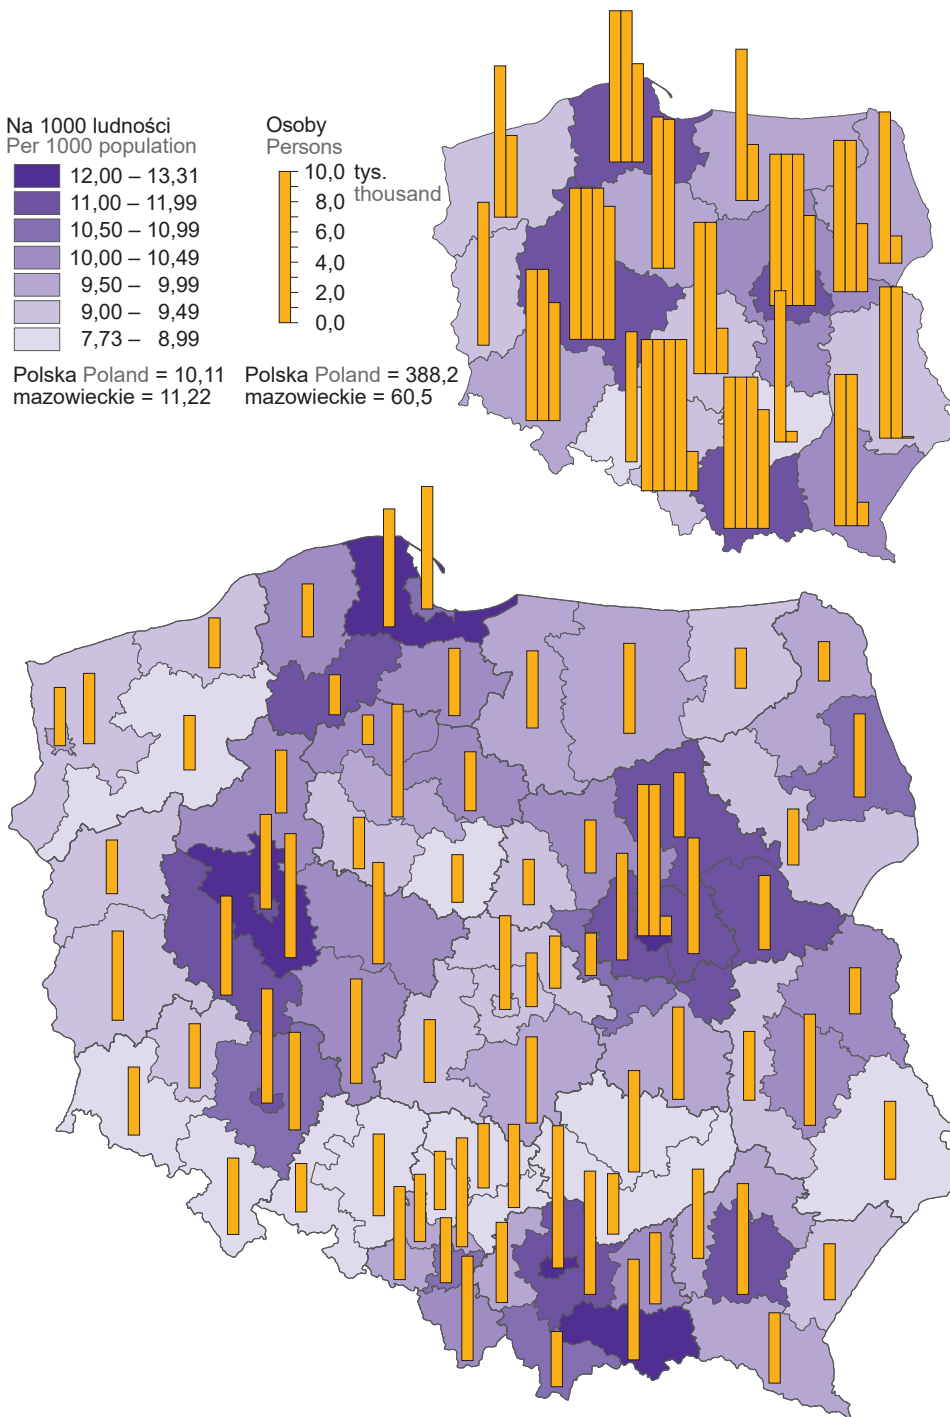 Na 1000 ludności
Per 1000 population
12,00 – 13,31
11,00 – 11,99
10,50 – 10,99
10,00 – 10,49
9,50 – 9,99
9,00 – 9,49
7,73 – 8,99
Polska Poland = 10,11
mazowieckie = 11,22
Osoby
Persons
10,0 tys.
thousand
8,0
6,0
4,0
2,0
0,0
Polska Poland = 388,2
mazowieckie = 60,5